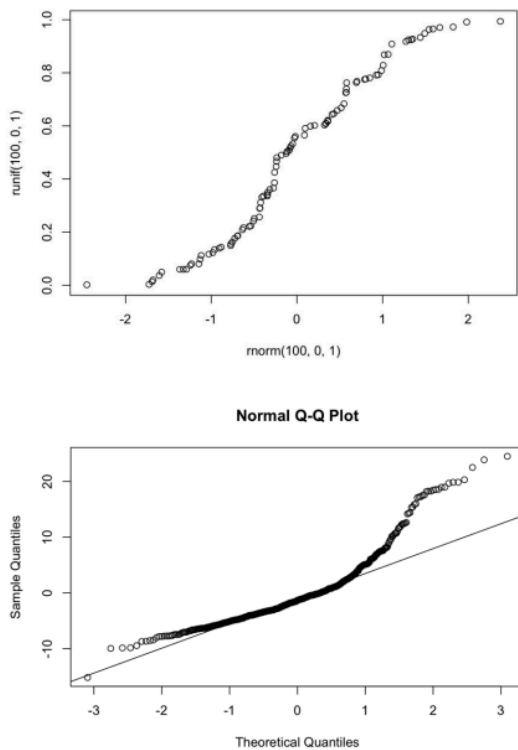 runif(100, 0, 1)
0.0 0.2 0.4 0.6 0.8 1.0
-2 -1 0 1 2
rnorm(100, 0, 1)
Normal Q-Q Plot
Sample Quantiles
-10 0 10 20
-3 -2 -1 0 1 2 3
Theoretical Quantiles